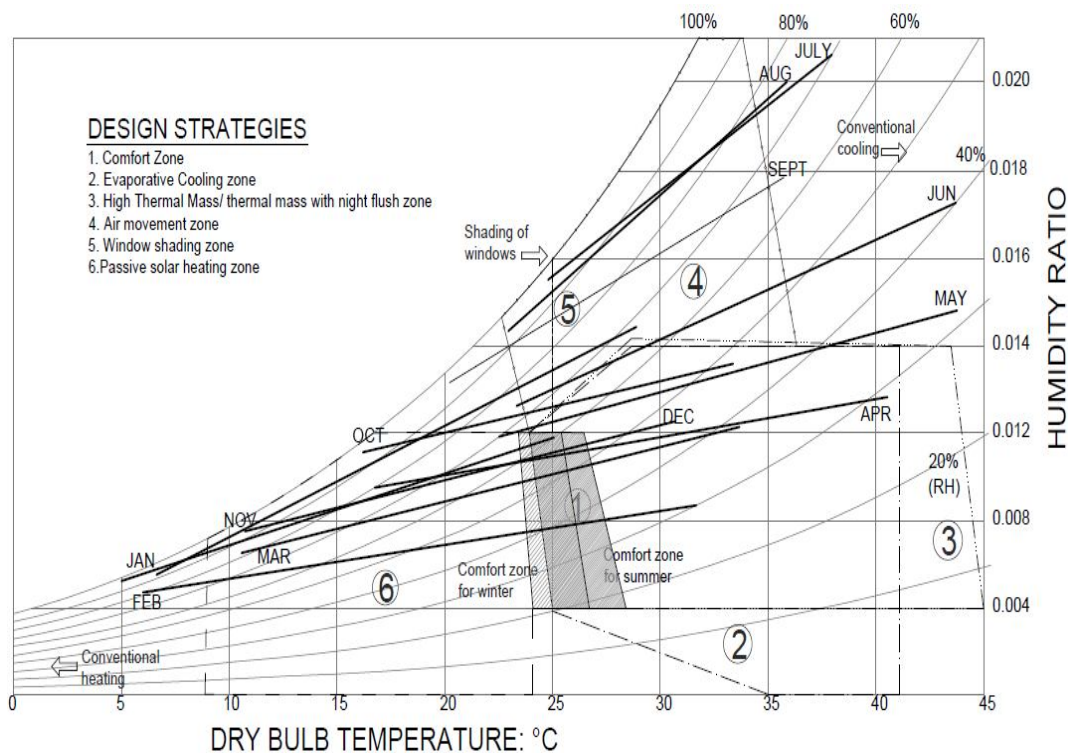 100%
80%
60%
JULY
AUG
0.020
DESIGN STRATEGIES
1. Comfort Zone
2. Evaporative Cooling zone
3. High Thermal Mass/ thermal mass with night flush zone
4. Air movement zone
5. Window shading zone
6.Passive solar heating zone
Conventional
cooling
40%
SEPT
0.018
JUN
Shading of
windows
0.016
4
5
MAY
0.014
HUMIDITY RATIO
OCT
DEC
APR
0.012
20%
(RH)
1
NOV
0.008
3
JAN
MAR
FEB
6
Comfort zone
for winter
Comfort zone
for summer
0.004
2
Conventional
heating
0 5 10 15 20 25 30 35 40 45
DRY BULB TEMPERATURE: °C